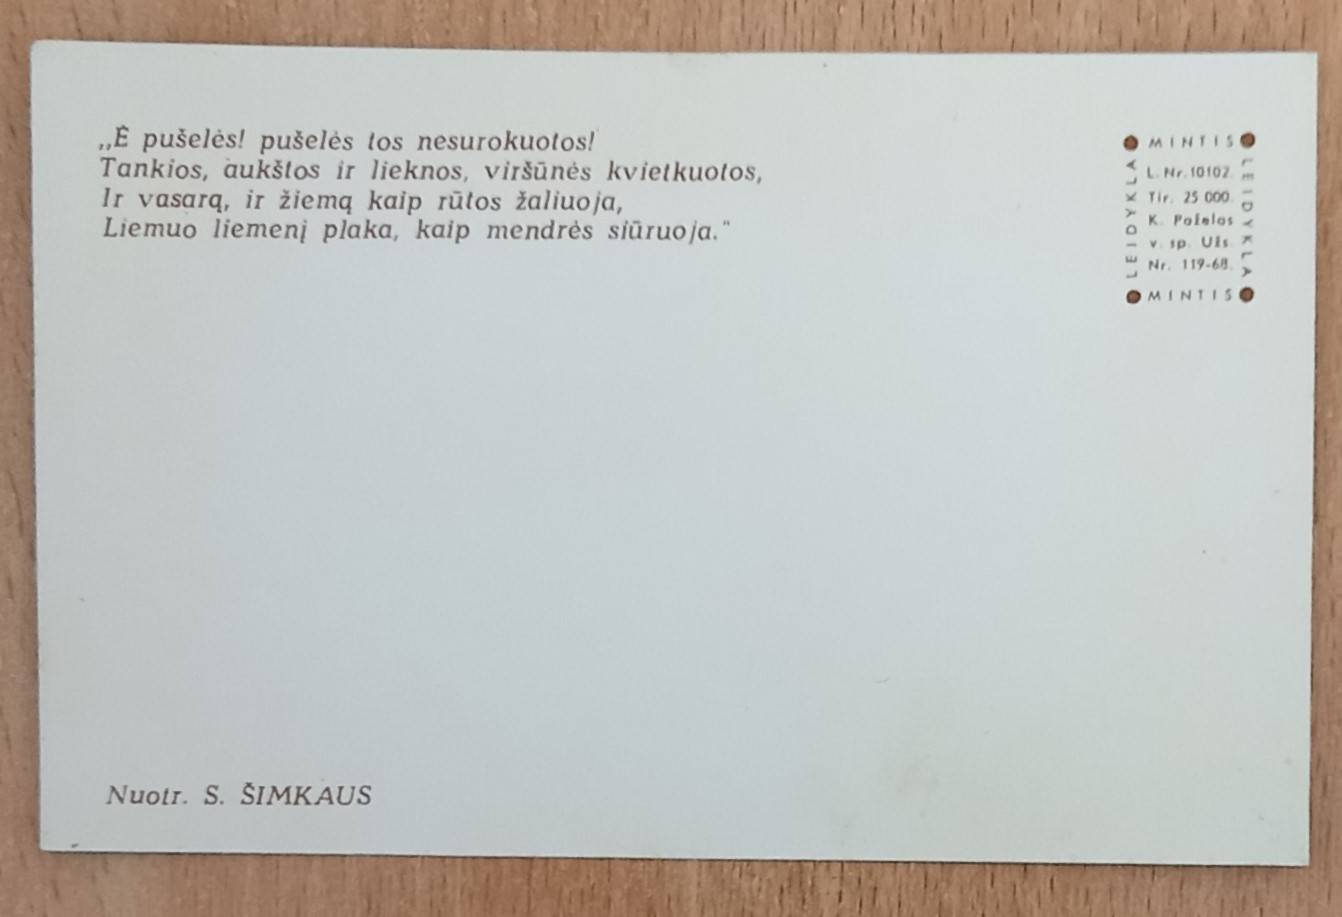 „Ė pušelės! pušelės tos nesurokuotos!
Tankios, aukštos ir lieknos, viršūnės kvietkuotos,
Ir vasarą, ir žiemą kaip rūtos žaliuoja,
Liemuo liemenį plaka, kaip mendrės siūruoja.“
MINTIS
LEIDYKLA
L. Nr. 10102.
Tir. 25 000.
K. Poželos
v. sp. Užs.
Nr. 119-68.
LEIDYKLA
MINTIS
Nuotr. S. ŠIMKAUS